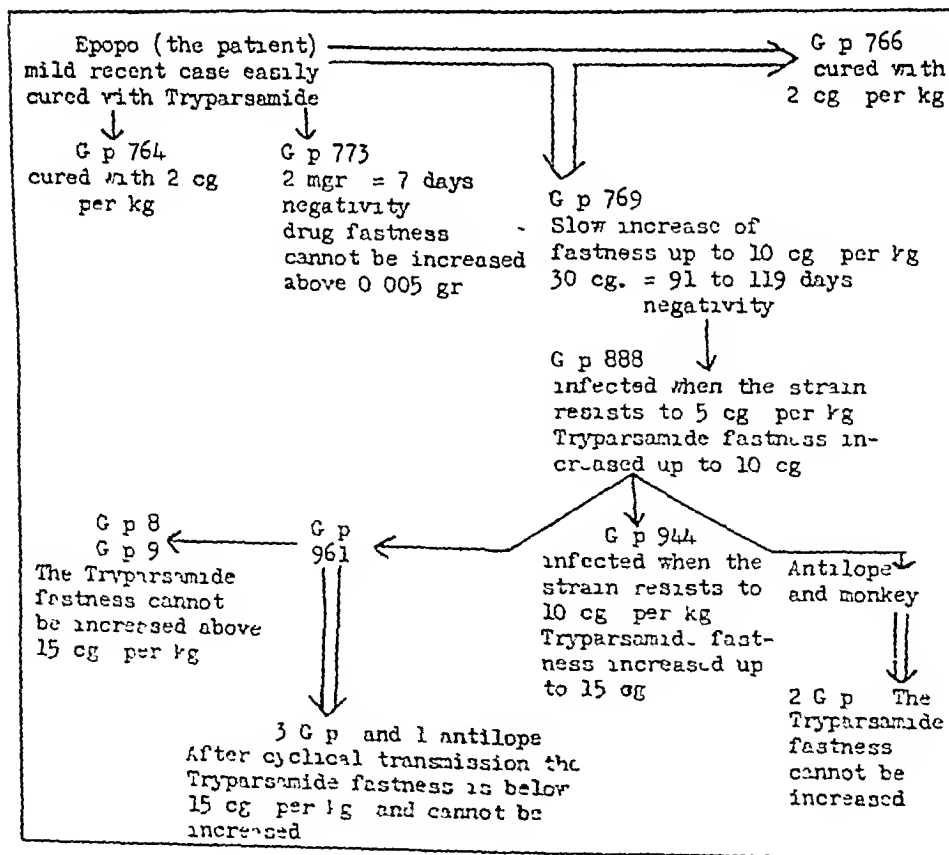 Epopo (the patient)
mild recent case easily
cured with Tryparsamide
G p 766
cured with
2 cg per kg
G p 764
cured with 2 cg
per kg
G p 773
2 mgr = 7 days
negativity
drug fastness
cannot be increased
above 0 005 gr
G p 769
Slow increase of
fastness up to 10 cg per kg
30 cg. = 91 to 119 days
negativity
G p 888
infected when the strain
resists to 5 cg per kg
Tryparsamide fastness in-
creased up to 10 cg
G p 8
G p 9
The Tryparsamide
fastness cannot
be increased above
15 cg per kg
G p
961
G p 944
infected when the
strain resists to
10 cg per kg
Tryparsamid. fast-
ness increased up
to 15 og
Antilope
and monkey
2 G p The
Tryparsamide
fastness
cannot be
increased
3 G p and 1 antilope
After cyclical transmission the
Tryparsamide fastness is below
15 cg per kg and cannot be
increased